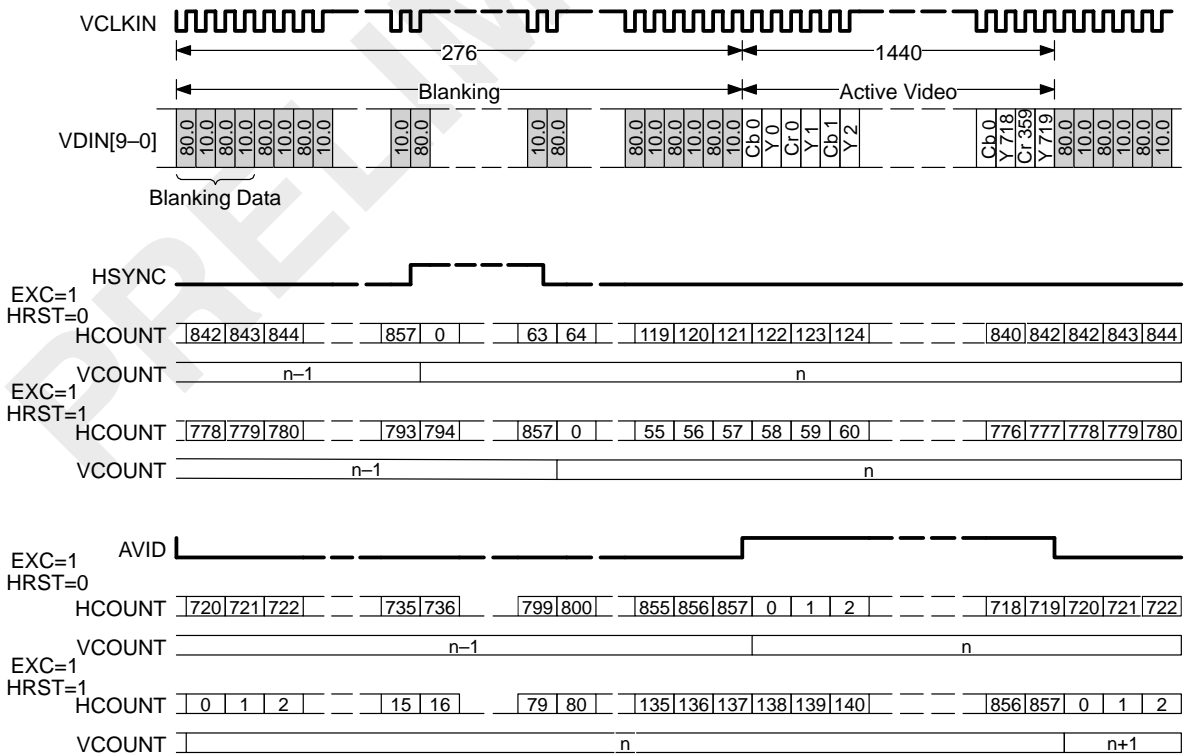 VCLKIN
276 1440
Blanking Active Video
VDIN[9–0] 80.0 10.0 80.0 10.0 80.0 10.0 80.0 10.0 10.0 80.0 10.0 80.0 80.0 10.0 80.0 10.0 80.0 10.0 Cb 0 Y 0 Cr 0 Y 1 Cb 1 Y 2 Cb 0 Y 718 Cr 359 Y 719 80.0 10.0 80.0 10.0 80.0 10.0
Blanking Data
HSYNC
EXC=1
HRST=0
HCOUNT 842 843 844 857 0 63 64 119 120 121 122 123 124 840 842 842 843 844
VCOUNT n–1 n
EXC=1
HRST=1
HCOUNT 778 779 780 793 794 857 0 55 56 57 58 59 60 776 777 778 779 780
VCOUNT n–1 n
AVID
EXC=1
HRST=0
HCOUNT 720 721 722 735 736 799 800 855 856 857 0 1 2 718 719 720 721 722
VCOUNT n–1 n
EXC=1
HRST=1
HCOUNT 0 1 2 15 16 79 80 135 136 137 138 139 140 856 857 0 1 2
VCOUNT n n+1
PRELIM